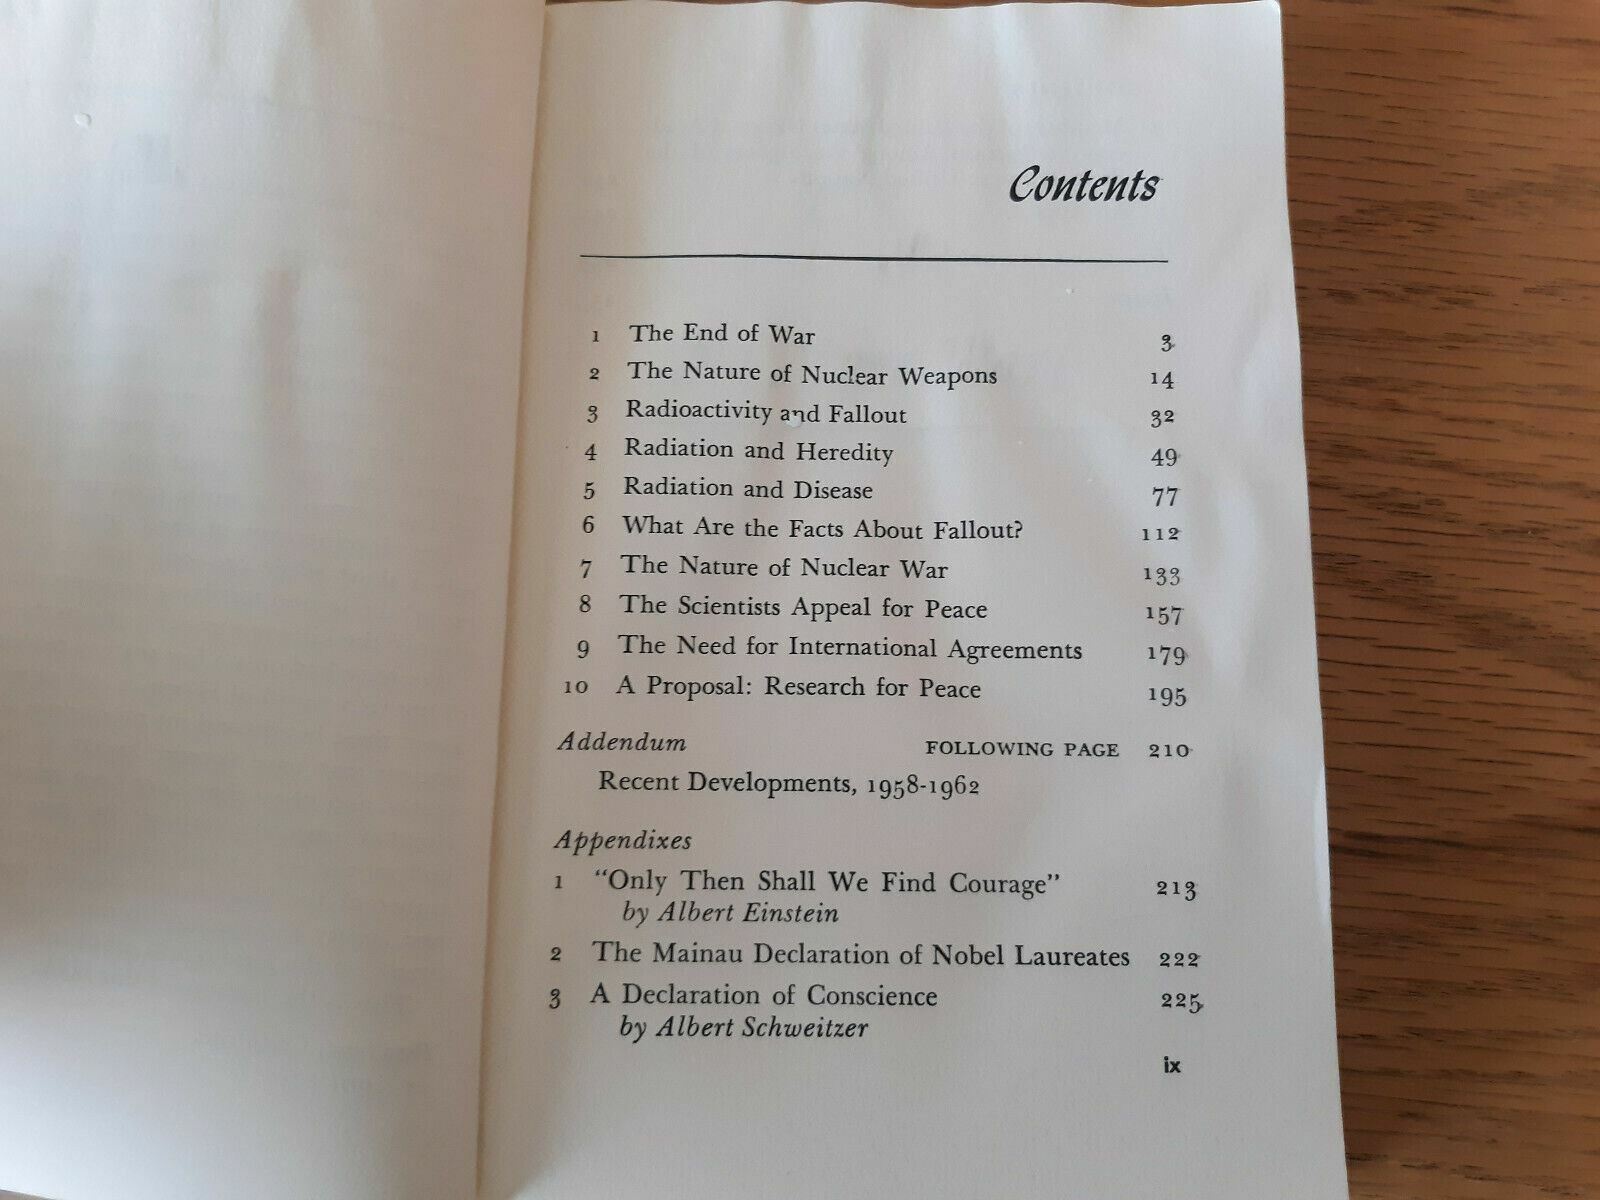 Contents
1 The End of War 3
2 The Nature of Nuclear Weapons 14
3 Radioactivity and Fallout 32
4 Radiation and Heredity 49
5 Radiation and Disease 77
6 What Are the Facts About Fallout? 112
7 The Nature of Nuclear War 133
8 The Scientists Appeal for Peace 157
9 The Need for International Agreements 179
10 A Proposal: Research for Peace 195
Addendum FOLLOWING PAGE 210
Recent Developments, 1958-1962
Appendixes
1 "Only Then Shall We Find Courage" 213
by Albert Einstein
2 The Mainau Declaration of Nobel Laureates 222
3 A Declaration of Conscience 225
by Albert Schweitzer
ix